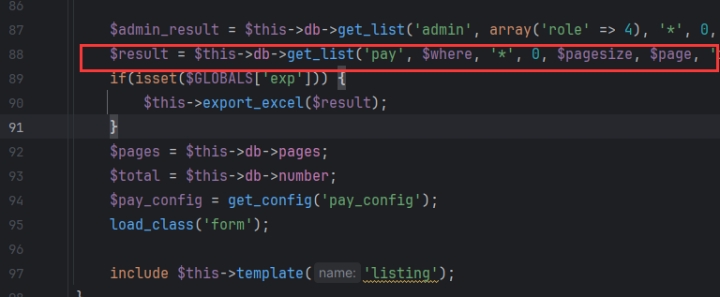 86
87 $admin_result = $this->db->get_list('admin', array('role' => 4), '*', 0,
88 $result = $this->db->get_list('pay', $where, '*', 0, $pagesize, $page, '
89 if(isset($GLOBALS['exp'])) {
90 $this->export_excel($result);
91 }
92 $pages = $this->db->pages;
93 $total = $this->db->number;
94 $pay_config = get_config('pay_config');
95 load_class('form');
96
97 include $this->template( name: 'listing');
98 }